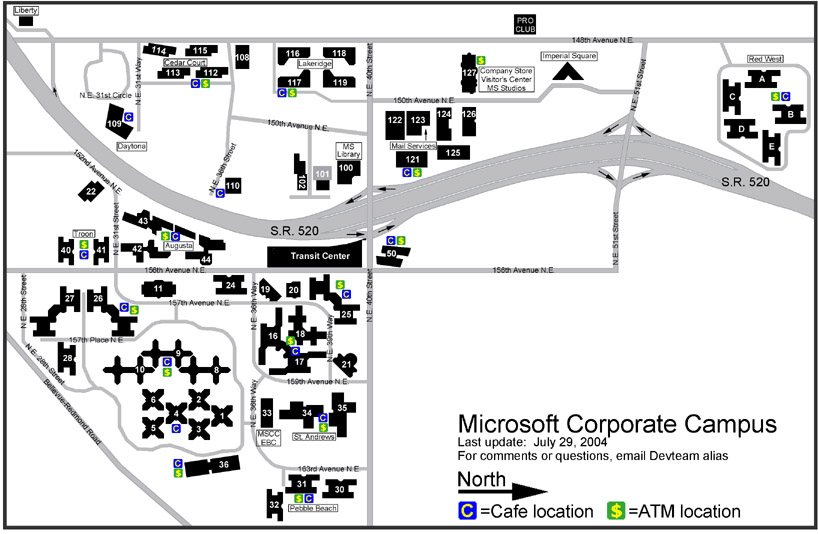 Liberty
PRO
CLUB
148th Avenue N.E.
114
115
Cedar Court
113
112
C $
108
116
118
Lakeridge
117
119
C $
N.E. 31st Way
N.E. 31st Circle
109
C
Daytona
N.E. 40th Street
127
$
Company Store
Visitor's Center
MS Studios
Imperial Square
N.E. 51st Street
Red West
A
C
B
D
E
C $
150th Avenue N.E.
150th Avenue N.E.
122
123
124
126
Mail Services
121
125
C $
MS
Library
100
101
102
N.E. 36th Street
110
C
152nd Avenue N.E.
22
S.R. 520
S.R. 520
N.E. 31st Street
43
$ C
Augusta
42
44
Troon
40
$
C
41
Transit Center
C $
50
N.E. 51st Street
156th Avenue N.E.
156th Avenue N.E.
N.E. 40th Street
27
26
C $
11
24
157th Avenue N.E.
19
20
C
$
25
N.E. 36th Way
16
18
$
C
17
N.E. 39th Way
21
157th Place N.E.
28
N.E. 28th Street
Bellevue-Redmond Road
9
10
C
$
8
6
2
4
1
5
C
3
159th Avenue N.E.
N.E. 36th Way
33
34
35
C
$
MSCC
EBC
St. Andrews
C
$
36
163rd Avenue N.E.
31
30
32
$ C
Pebble Beach
Microsoft Corporate Campus
Last update: July 29, 2004
For comments or questions, email Devteam alias
North
C =Cafe location $ =ATM location